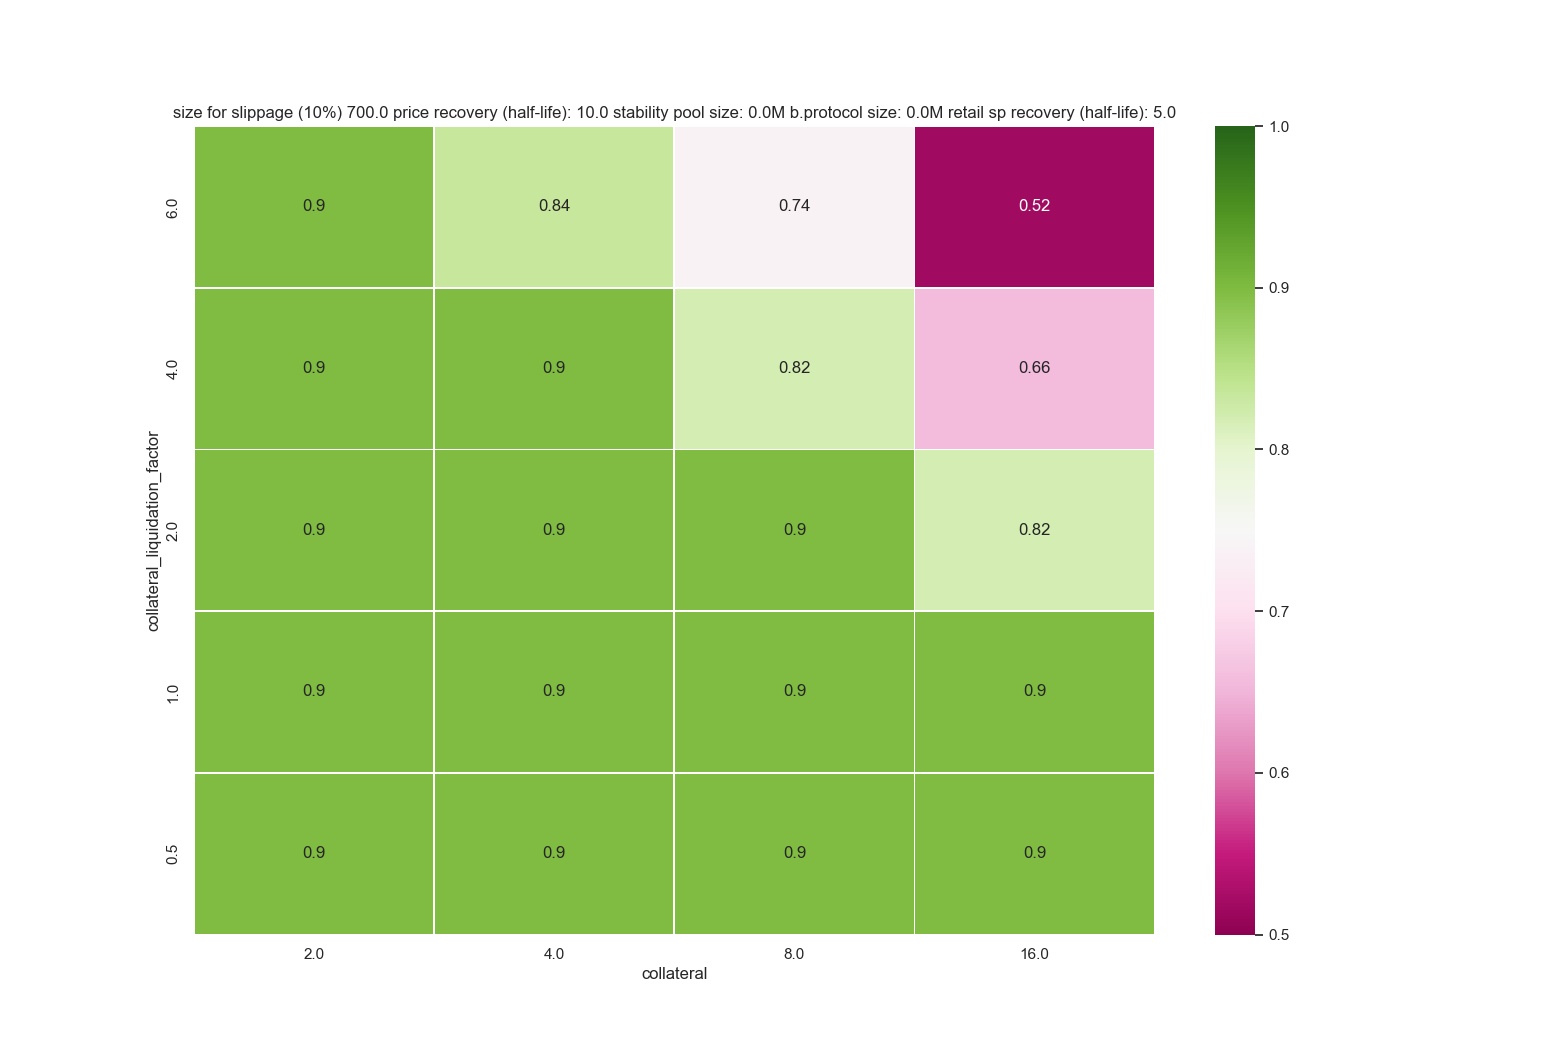 size for slippage (10%) 700.0 price recovery (half-life): 10.0 stability pool size: 0.0M b.protocol size: 0.0M retail sp recovery (half-life): 5.0
collateral_liquidation_factor
6.0
0.9 0.84 0.74 0.52
4.0
0.9 0.9 0.82 0.66
2.0
0.9 0.9 0.9 0.82
1.0
0.9 0.9 0.9 0.9
0.5
0.9 0.9 0.9 0.9
2.0 4.0 8.0 16.0
collateral
1.0
0.9
0.8
0.7
0.6
0.5